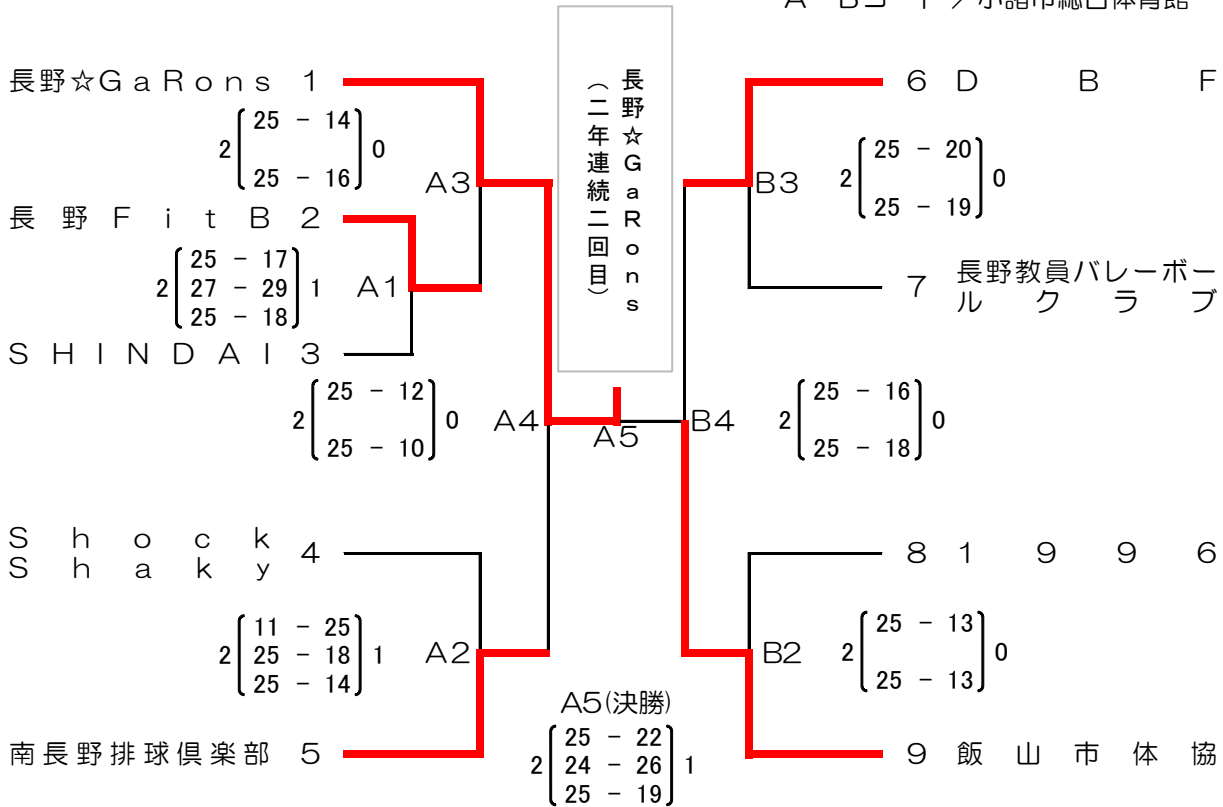 長野☆GaRons 1
2 25 - 14 0
25 - 16
A3
長野FitB 2
2 25 - 17
27 - 29 1
25 - 18
A1
SHINDAI 3
2 25 - 12 0
25 - 10
A4
Shock
Shaky 4
2 11 - 25
25 - 18 1
25 - 14
A2
南長野排球倶楽部 5
長野☆GaRons
(二年連続二回目)
A5
A5(決勝)
25 - 22
2 24 - 26 1
25 - 19
6 DBF
2 25 - 20 0
25 - 19
B3
7 長野教員バレーボー
ルクラブ
B4
2 25 - 16 0
25 - 18
8 1996
B2
2 25 - 13 0
25 - 13
9 飯山市体協